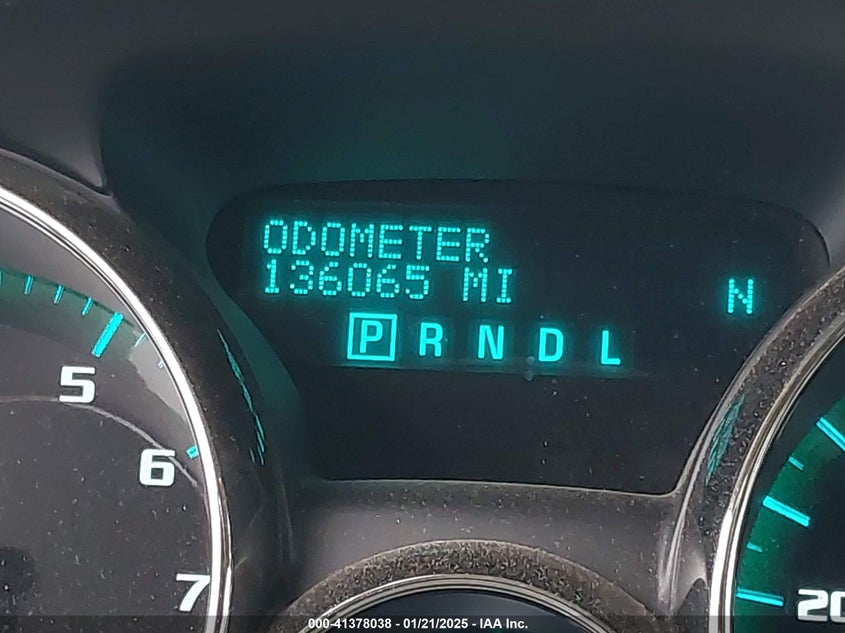 ODOMETER
136065 MI
N
P R N D L
5
6
7
20
000-41378038 - 01/21/2025 - IAA Inc.